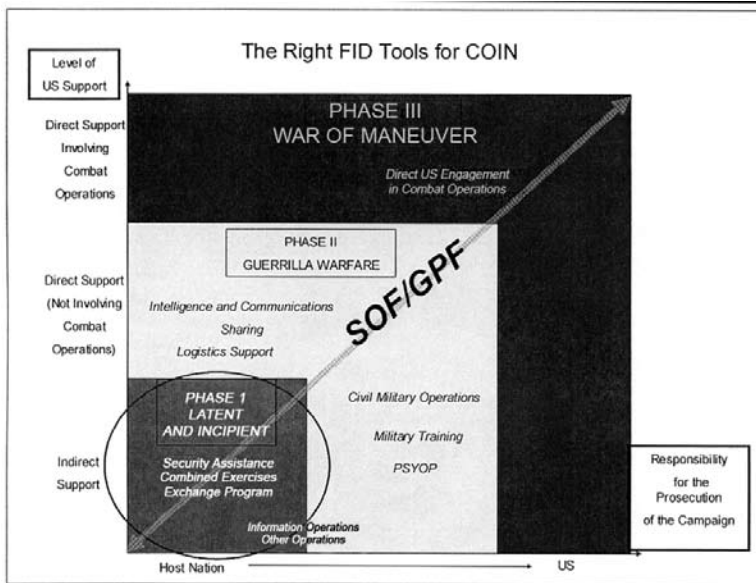 The Right FID Tools for COIN
Level of
US Support
Direct Support
Involving
Combat
Operations
PHASE III
WAR OF MANEUVER
Direct US Engagement
in Combat Operations
Direct Support
(Not Involving
Combat
Operations)
PHASE II
GUERRILLA WARFARE
Intelligence and Communications
Sharing
Logistics Support
SOF/GPF
PHASE 1
LATENT
AND INCIPIENT
Security Assistance
Combined Exercises
Exchange Program
Civil Military Operations
Military Training
PSYOP
Indirect
Support
Information Operations
Other Operations
Responsibility
for the
Prosecution
of the Campaign
Host Nation
US